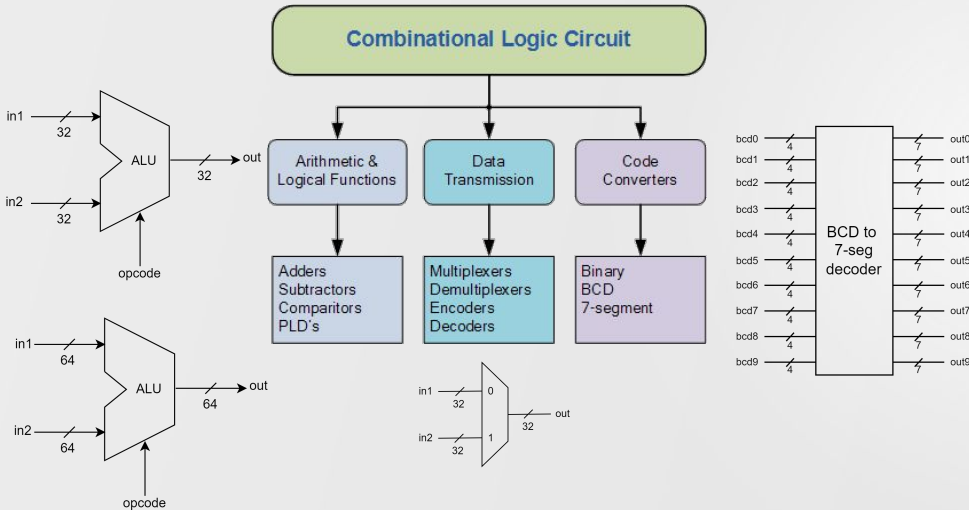 Combinational Logic Circuit
in1
32
ALU
out
32
in2
32
opcode
Arithmetic &
Logical Functions
Data
Transmission
Code
Converters
Adders
Subtractors
Comparitors
PLD's
Multiplexers
Demultiplexers
Encoders
Decoders
Binary
BCD
7-segment
in1
64
ALU
out
64
in2
64
opcode
in1
32
0
out
32
in2
32
1
BCD to
7-seg
decoder
bcd0 4 7 out0
bcd1 4 7 out1
bcd2 4 7 out2
bcd3 4 7 out3
bcd4 4 7 out4
bcd5 4 7 out5
bcd6 4 7 out6
bcd7 4 7 out7
bcd8 4 7 out8
bcd9 4 7 out9